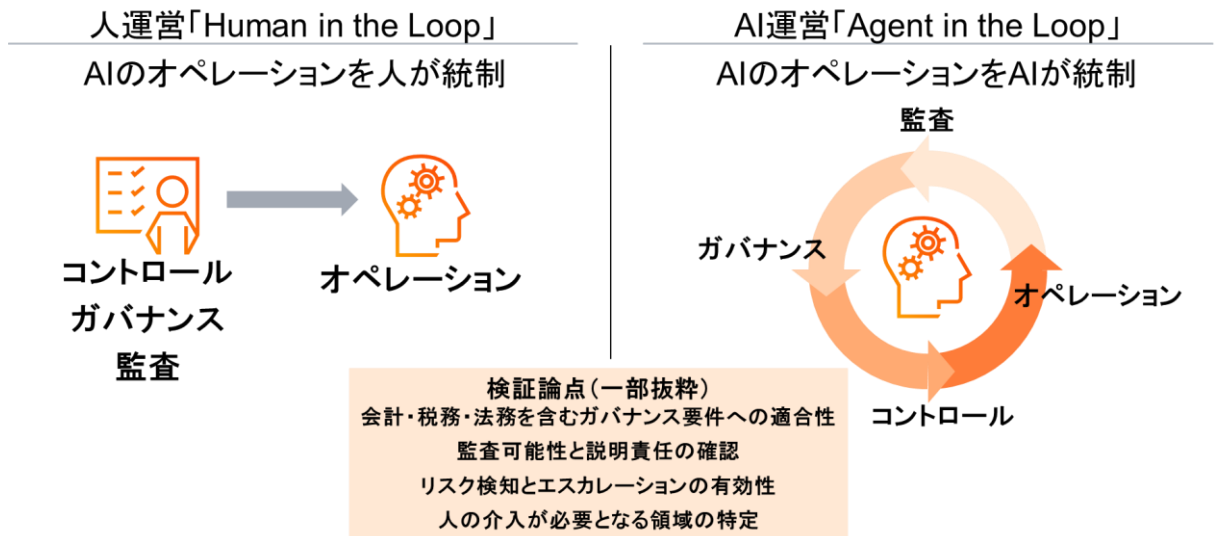 人運営「Human in the Loop」
AIのオペレーションを人が統制
コントロール
ガバナンス
監査
オペレーション
AI運営「Agent in the Loop」
AIのオペレーションをAIが統制
監査
ガバナンス
オペレーション
コントロール
検証論点(一部抜粋)
会計・税務・法務を含むガバナンス要件への適合性
監査可能性と説明責任の確認
リスク検知とエスカレーションの有効性
人の介入が必要となる領域の特定